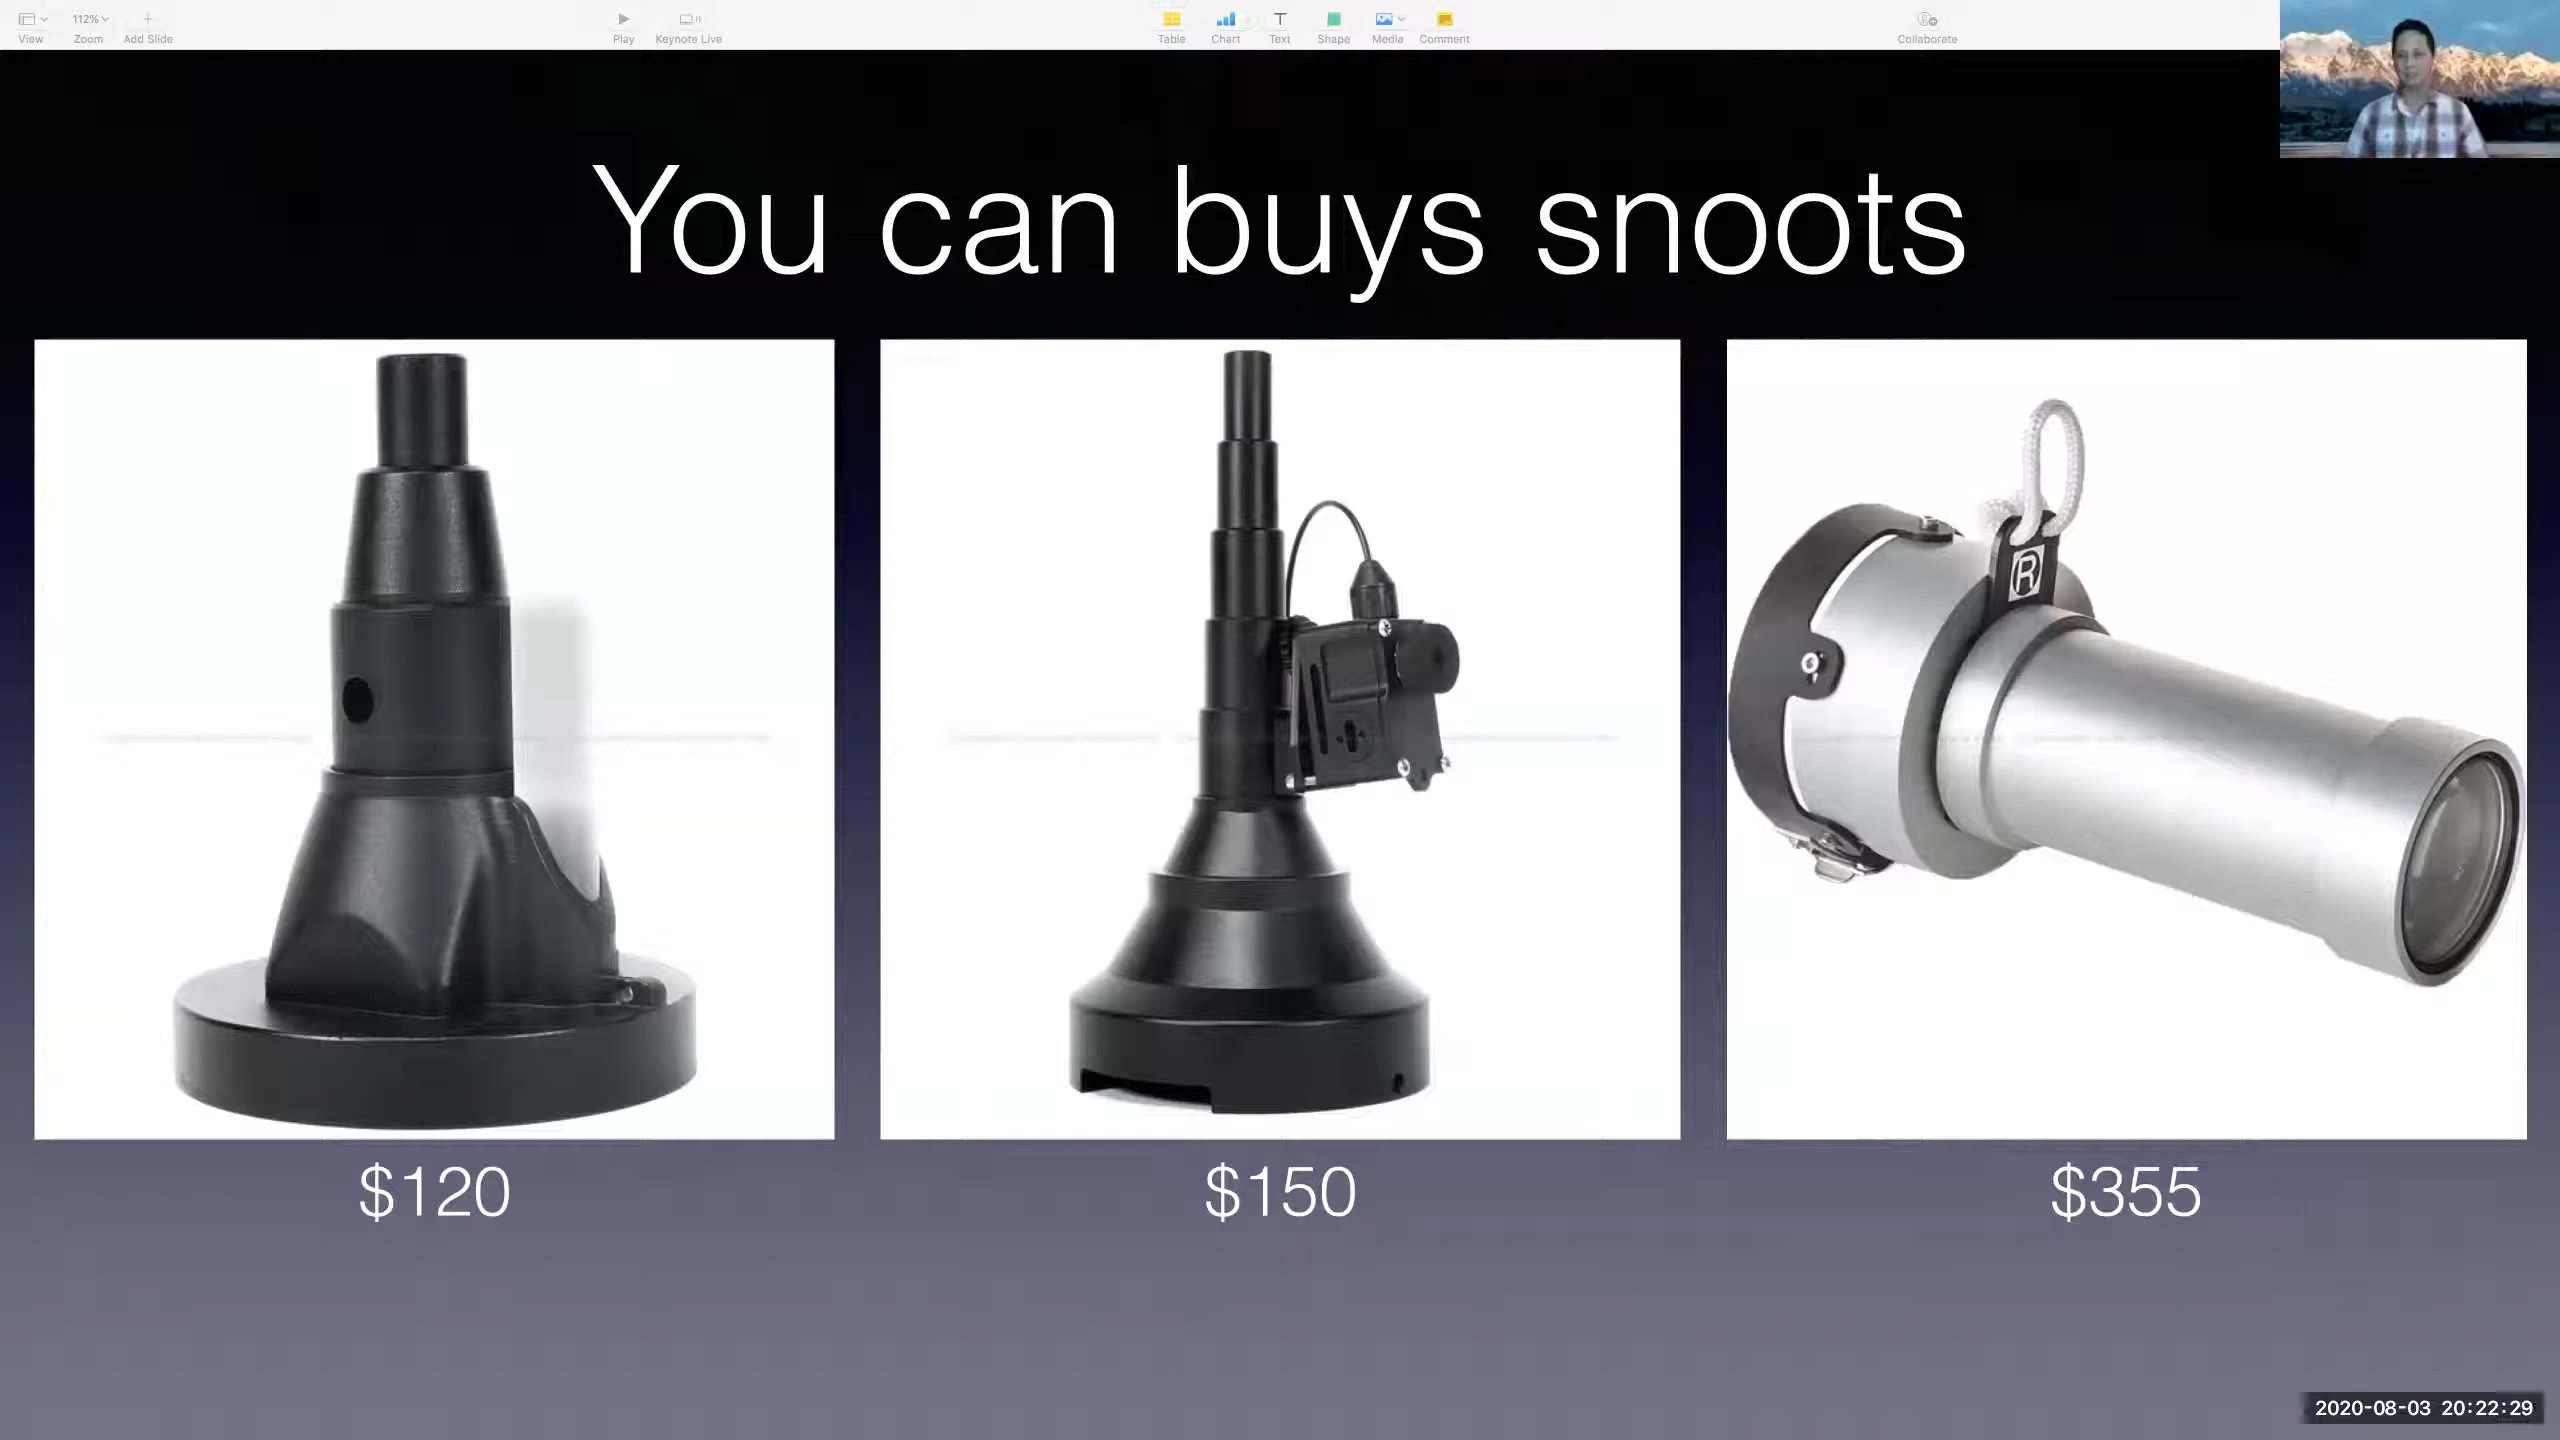 View
112%
Zoom
Add Slide
Play
Keynote Live
Table
Chart
Text
Shape
Media
Comment
Collaborate
You can buys snoots
R
$120
$150
$355
2020-08-03 20:22:29